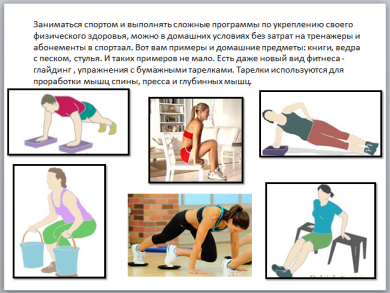 Заниматься спортом и выполнять сложные программы по укреплению своего
физического здоровья, можно в домашних условиях без затрат на тренажеры и
абонементы в спортзал. Вот вам примеры и домашние предметы: книги, ведра
с песком, стулья. И таких примеров не мало. Есть даже новый вид фитнеса -
глайдинг , упражнения с бумажными тарелками. Тарелки используются для
проработки мышц спины, пресса и глубинных мышц.